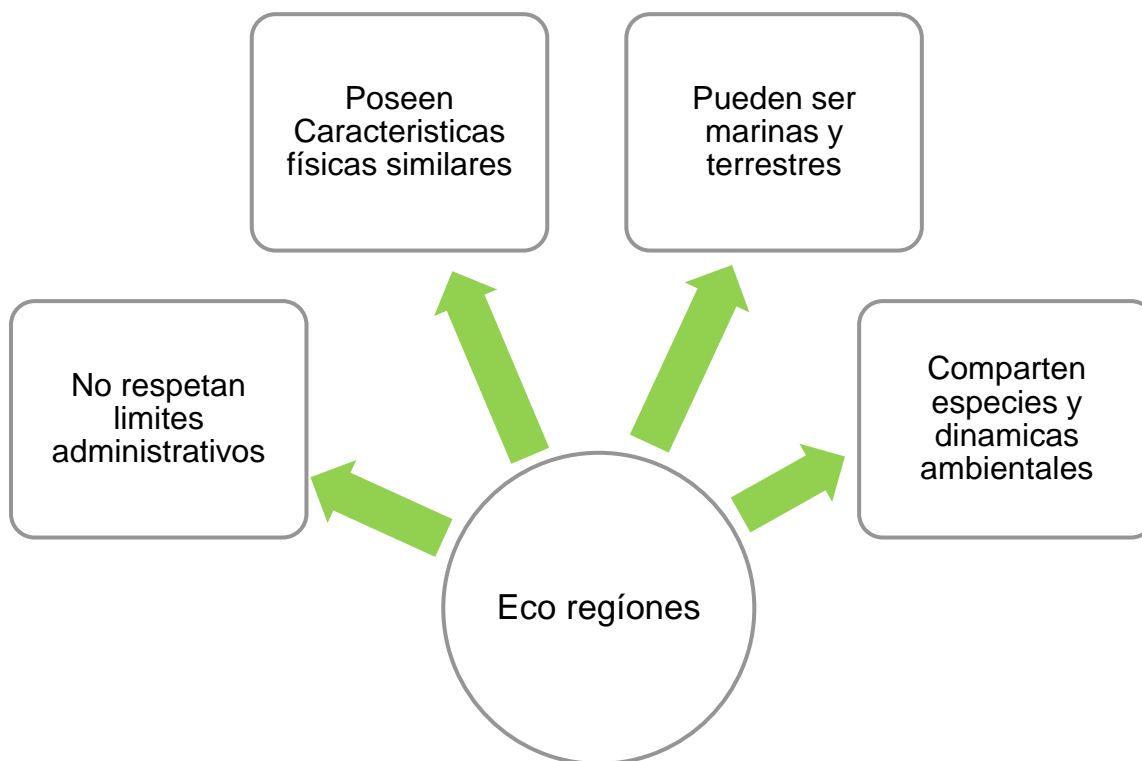 Poseen
Caracteristicas
físicas similares
Pueden ser
marinas y
terrestres
No respetan
limites
administrativos
Comparten
especies y
dinamicas
ambientales
Eco regíones